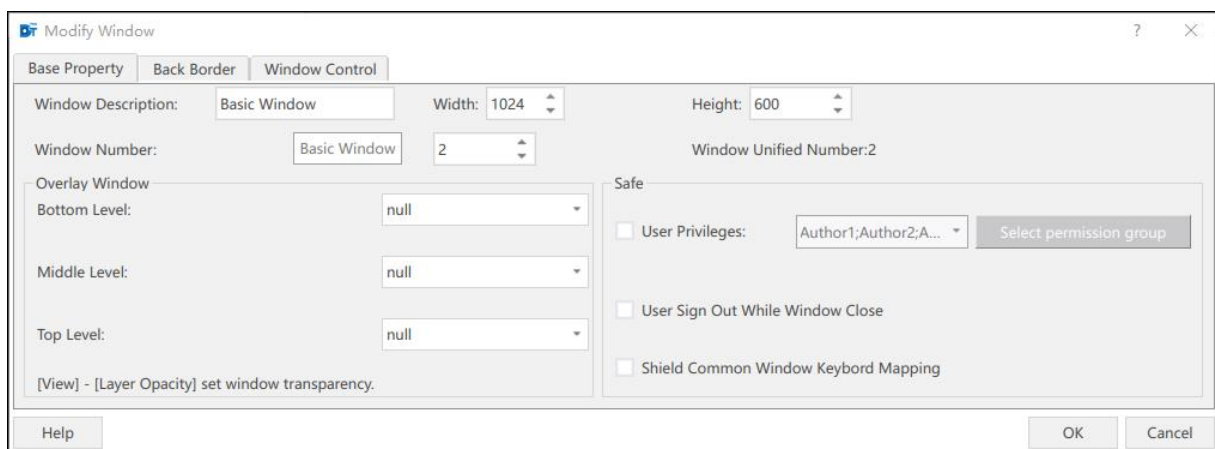 Modify Window
?
Base Property Back Border Window Control
Window Description: Basic Window Width: 1024 Height: 600
Window Number: Basic Window 2 Window Unified Number:2
Overlay Window
Bottom Level: null
Middle Level: null
Top Level: null
[View] - [Layer Opacity] set window transparency.
Safe
User Privileges: Author1;Author2;A... Select permission group
User Sign Out While Window Close
Shield Common Window Keybord Mapping
Help OK Cancel